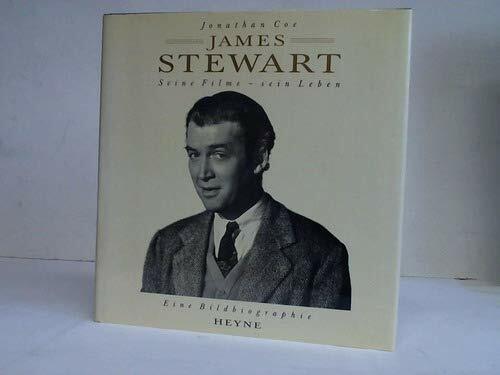 Jonathan Coe
JAMES
STEWART
Seine Filme – sein Leben
Eine Bildbiographie
HEYNE